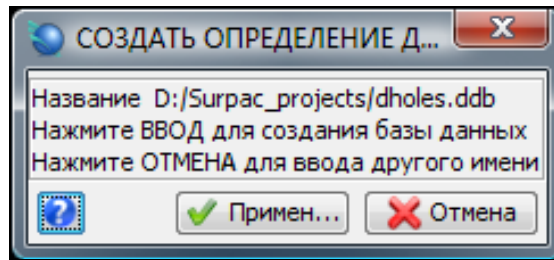 СОЗДАТЬ ОПРЕДЕЛЕНИЕ Д...
Название D:/Surpac_projects/dholes.ddb
Нажмите ВВОД для создания базы данных
Нажмите ОТМЕНА для ввода другого имени
Примен... Отмена